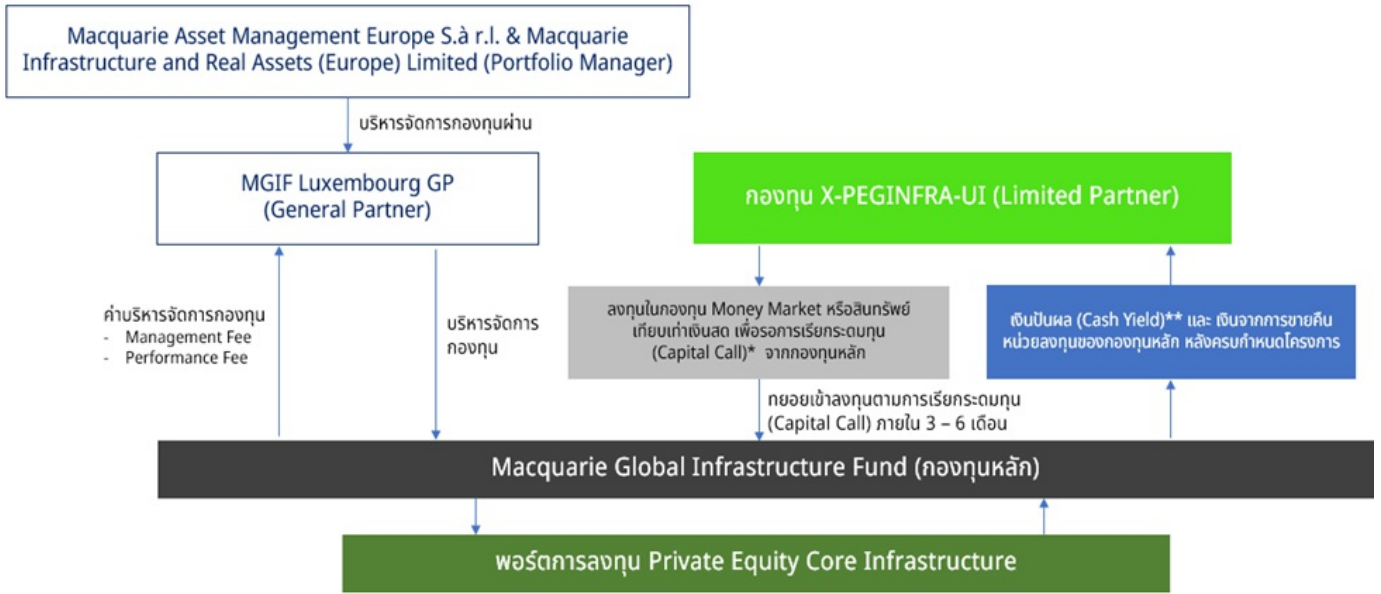 Macquarie Asset Management Europe S.à r.l. & Macquarie
Infrastructure and Real Assets (Europe) Limited (Portfolio Manager)
บริหารจัดการกองทุนผ่าน
MGIF Luxembourg GP
(General Partner)
กองทุน X-PEGINFRA-UI (Limited Partner)
ค่าบริหารจัดการกองทุน
- Management Fee
- Performance Fee
บริหารจัดการ
กองทุน
ลงทุนในกองทุน Money Market หรือสินทรัพย์
เทียบเท่าเงินสด เพื่อรอการเรียกระดมทุน
(Capital Call)* จากกองทุนหลัก
เงินปันผล (Cash Yield)** และ เงินจากการขายคืน
หน่วยลงทุนของกองทุนหลัก หลังครบกำหนดโครงการ
ทยอยเข้าลงทุนตามการเรียกระดมทุน
(Capital Call) ภายใน 3 – 6 เดือน
Macquarie Global Infrastructure Fund (กองทุนหลัก)
พอร์ตการลงทุน Private Equity Core Infrastructure